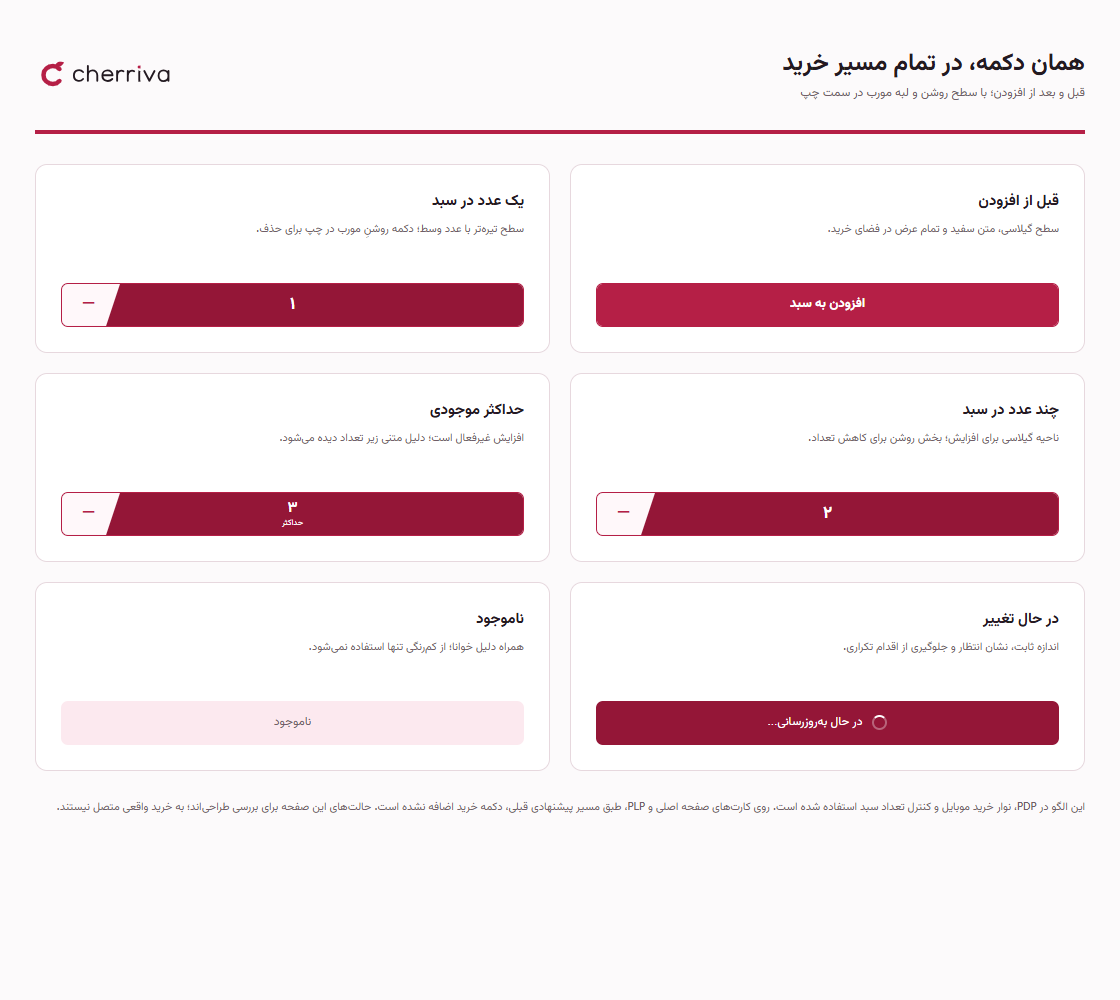 همان دکمه، در تمام مسیر خرید
قبل و بعد از افزودن؛ با سطح روشن و لبه مورب در سمت چپ
cherriva
قبل از افزودن
سطح گیلاسی، متن سفید و تمام عرض در فضای خرید.
افزودن به سبد
یک عدد در سبد
سطح تیره‌تر با عدد وسط؛ دکمه روشنِ مورب در چپ برای حذف.
۱
−
چند عدد در سبد
ناحیه گیلاسی برای افزایش؛ بخش روشن برای کاهش تعداد.
۲
−
حداکثر موجودی
افزایش غیرفعال است؛ دلیل متنی زیر تعداد دیده می‌شود.
۳
حداکثر
−
در حال تغییر
اندازه ثابت، نشان انتظار و جلوگیری از اقدام تکراری.
در حال به‌روزرسانی...
ناموجود
همراه دلیل خوانا؛ از کم‌رنگی تنها استفاده نمی‌شود.
ناموجود
این الگو در PDP، نوار خرید موبایل و کنترل تعداد سبد استفاده شده است. روی کارت‌های صفحه اصلی و PLP، طبق مسیر پیشنهادی قبلی، دکمه خرید اضافه نشده است. حالت‌های این صفحه برای بررسی طراحی‌اند؛ به خرید واقعی متصل نیستند.